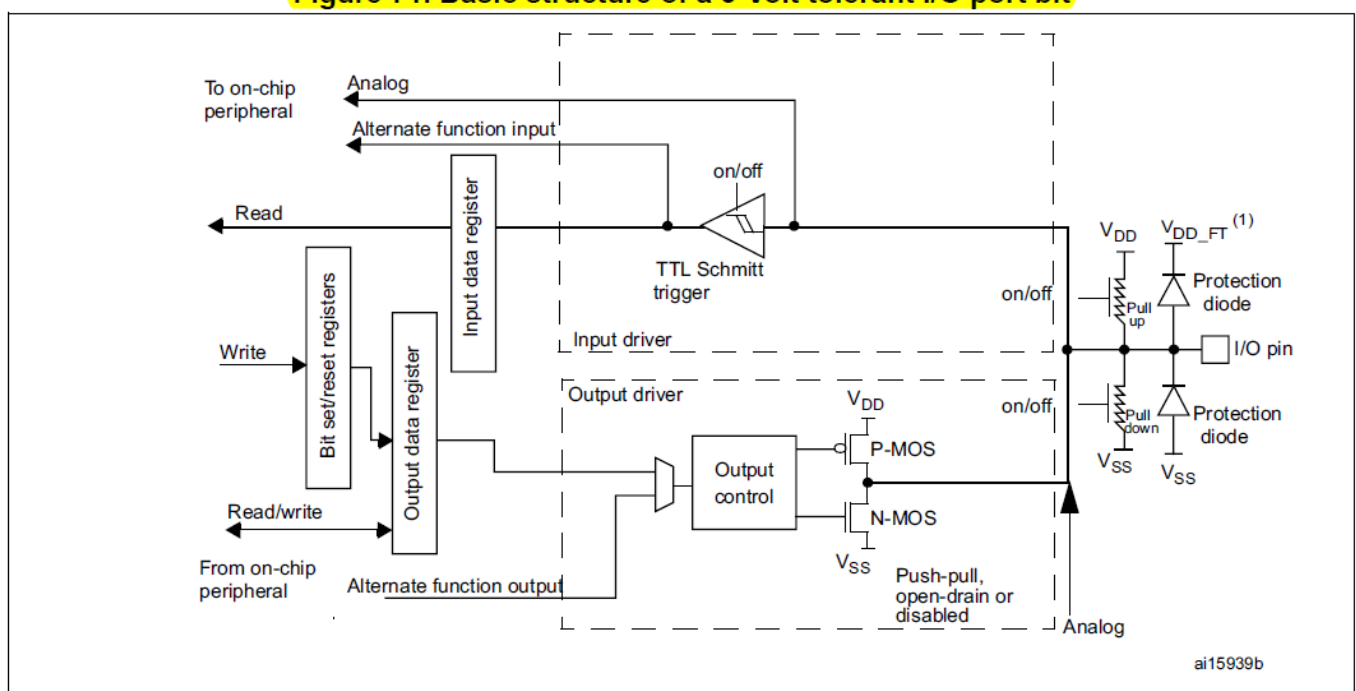 Figure 14. Basic structure of a 5-Volt tolerant I/O port bit
To on-chip
peripheral
Analog
Alternate function input
on/off
Read
Input data register
TTL Schmitt
trigger
Input driver
VDD
VDD_FT (1)
on/off
Pull
up
Protection
diode
I/O pin
Bit set/reset registers
Write
Output data register
Read/write
From on-chip
peripheral
Alternate function output
Output driver
VDD
P-MOS
Output
control
N-MOS
VSS
Push-pull,
open-drain or
disabled
on/off
Pull
down
VSS
Protection
diode
VSS
Analog
ai15939b